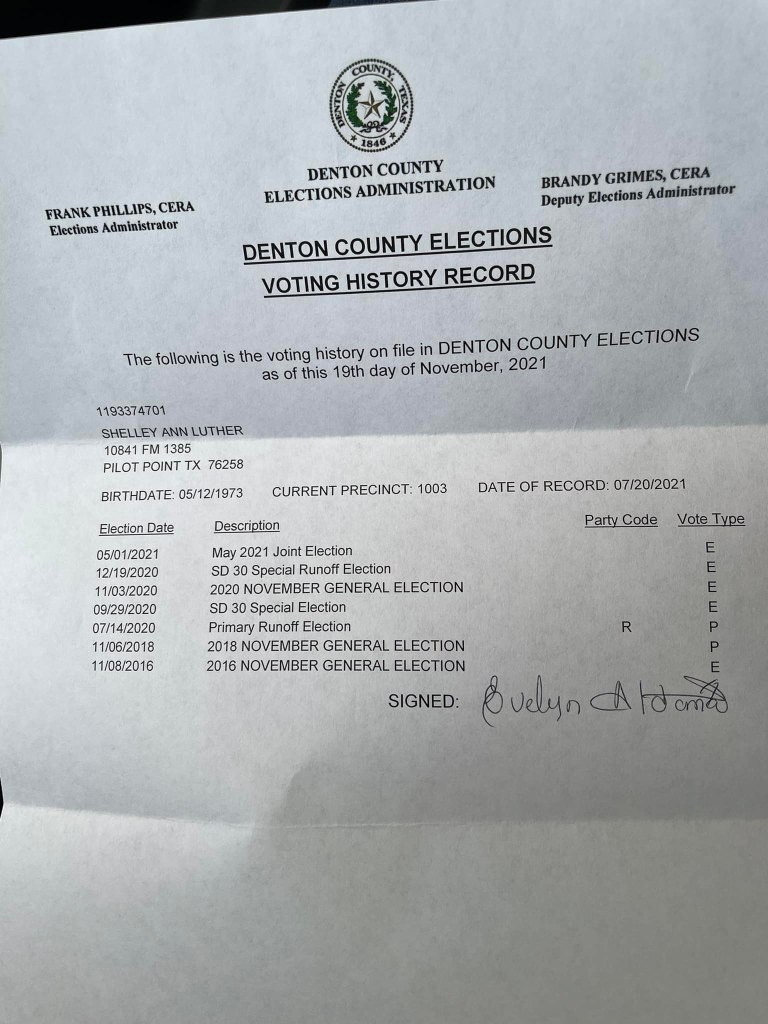 DENTON COUNTY, TEXAS
1846
DENTON COUNTY
ELECTIONS ADMINISTRATION
FRANK PHILLIPS, CERA
Elections Administrator
BRANDY GRIMES, CERA
Deputy Elections Administrator
DENTON COUNTY ELECTIONS
VOTING HISTORY RECORD
The following is the voting history on file in DENTON COUNTY ELECTIONS
as of this 19th day of November, 2021
1193374701
SHELLEY ANN LUTHER
10841 FM 1385
PILOT POINT TX 76258
BIRTHDATE: 05/12/1973 CURRENT PRECINCT: 1003 DATE OF RECORD: 07/20/2021
Election Date Description Party Code Vote Type
05/01/2021 May 2021 Joint Election E
12/19/2020 SD 30 Special Runoff Election E
11/03/2020 2020 NOVEMBER GENERAL ELECTION E
09/29/2020 SD 30 Special Election E
07/14/2020 Primary Runoff Election R P
11/06/2018 2018 NOVEMBER GENERAL ELECTION P
11/08/2016 2016 NOVEMBER GENERAL ELECTION E
SIGNED: Evelyn